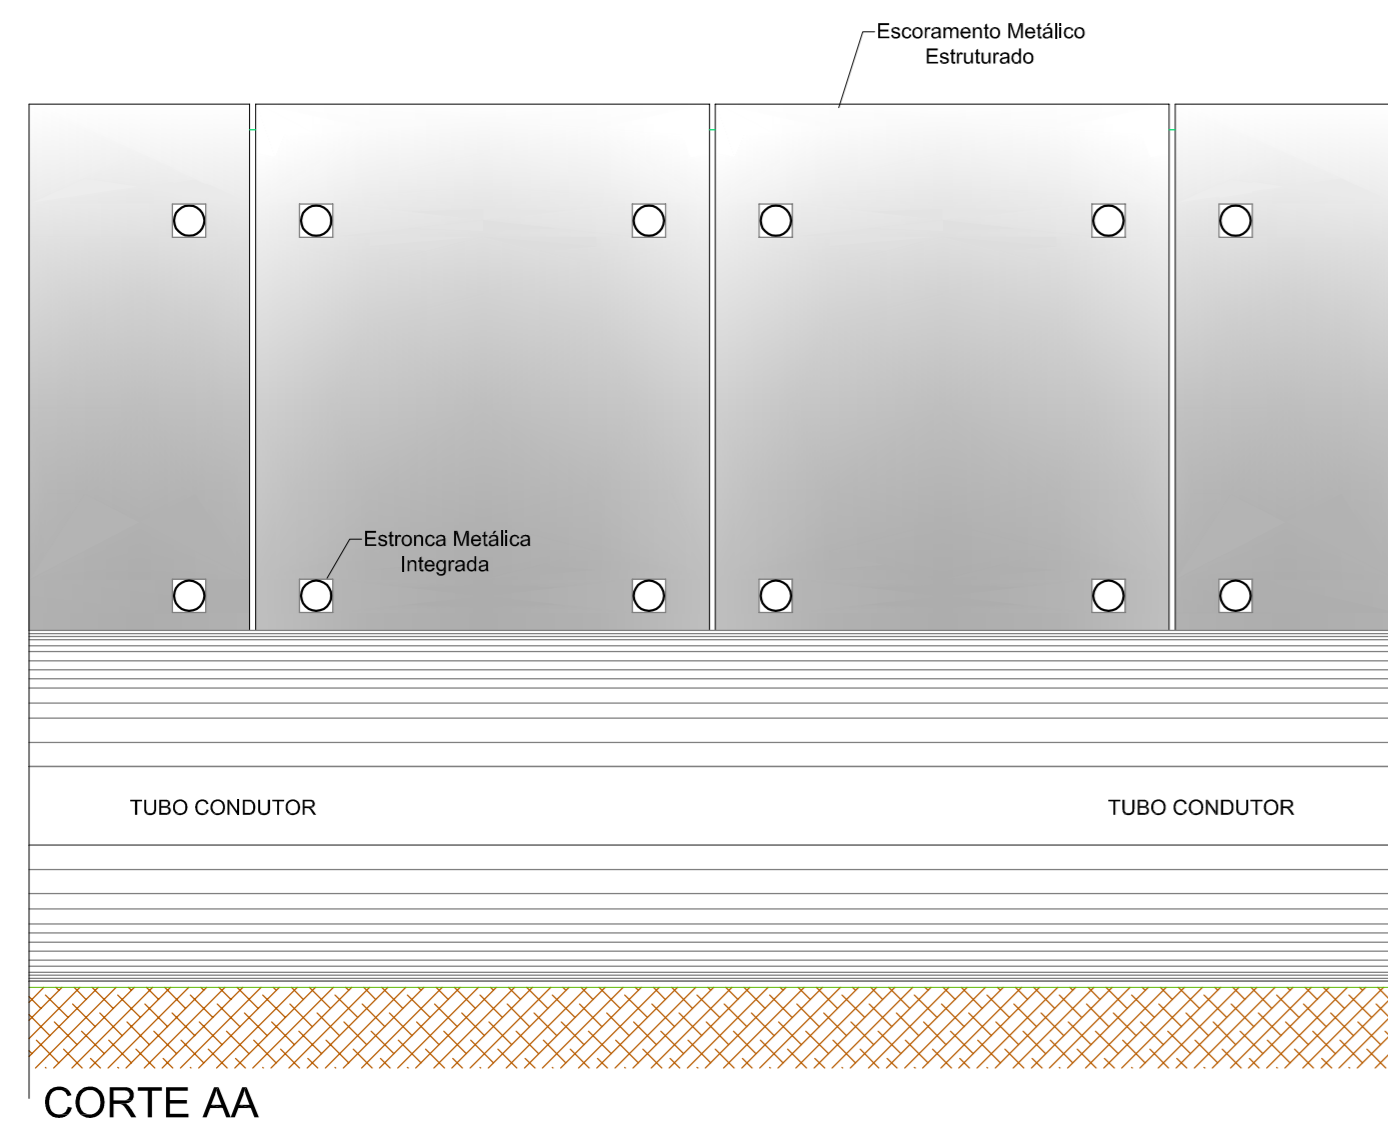 Escoramento Metálico
Estruturado
Estronca Metálica
Integrada
TUBO CONDUTOR
TUBO CONDUTOR
CORTE AA